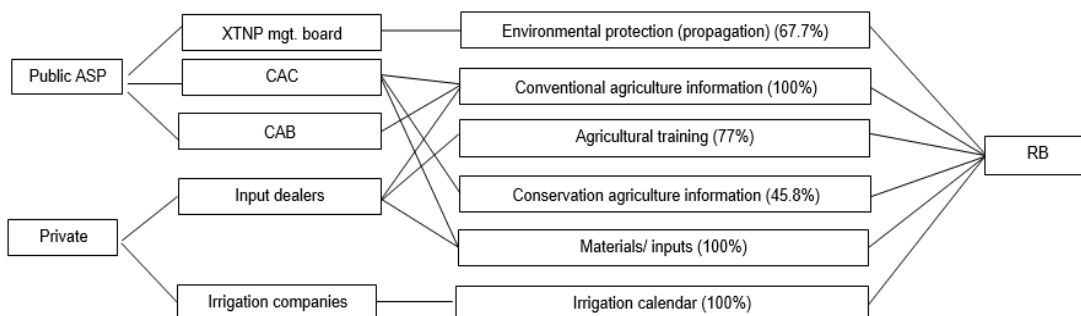 XTNP mgt. board
Environmental protection (propagation) (67.7%)
Public ASP
CAC
Conventional agriculture information (100%)
CAB
Agricultural training (77%)
RB
Input dealers
Conservation agriculture information (45.8%)
Private
Materials/ inputs (100%)
Irrigation companies
Irrigation calendar (100%)